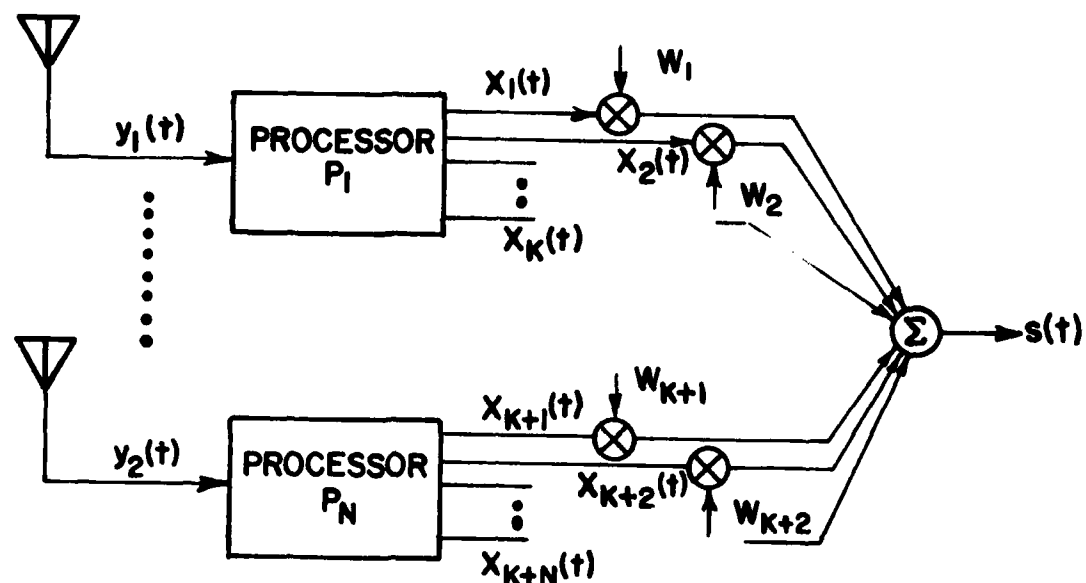 W₁
X₁(t)
y₁(t)
PROCESSOR
P₁
X₂(t)
W₂
X_K(t)
Σ
s(t)
W_{K+1}
X_{K+1}(t)
y₂(t)
PROCESSOR
P_N
X_{K+2}(t)
W_{K+2}
X_{K+N}(t)